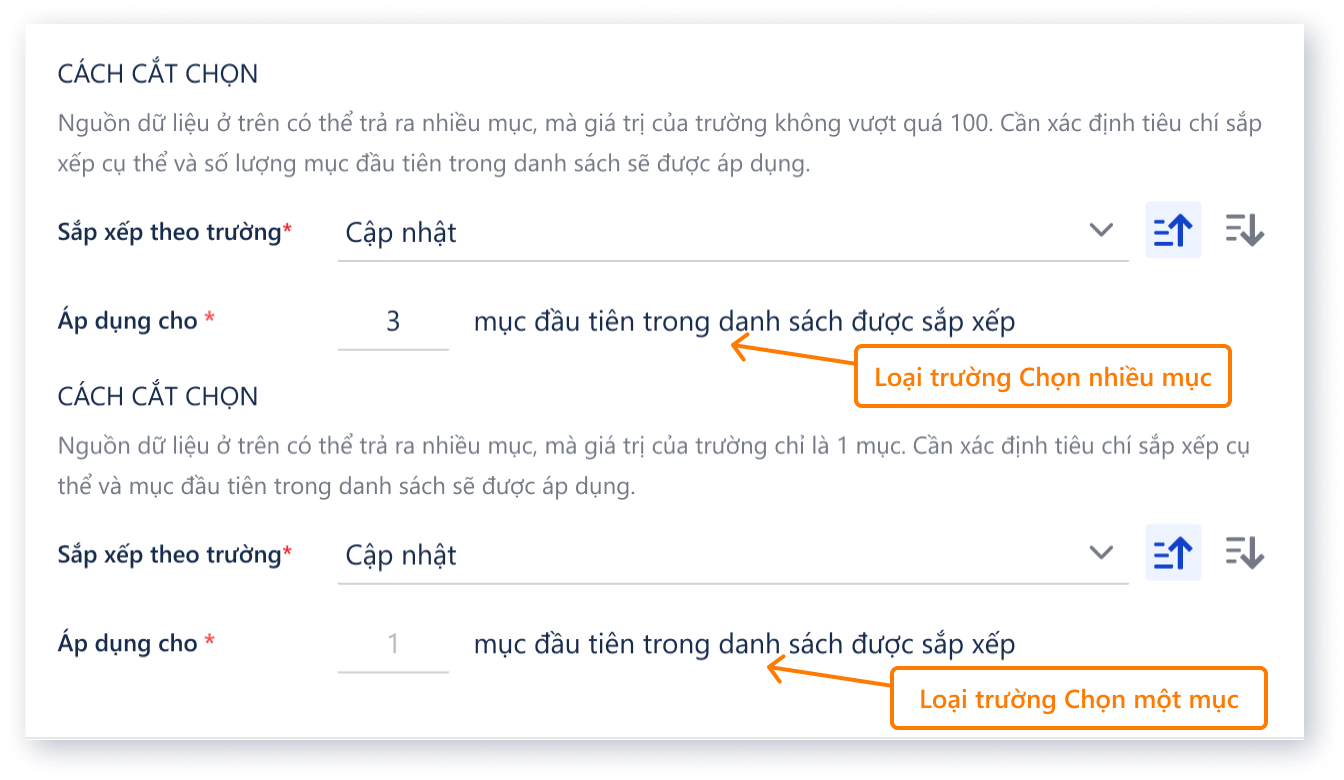 CÁCH CẮT CHỌN
Nguồn dữ liệu ở trên có thể trả ra nhiều mục, mà giá trị của trường không vượt quá 100. Cần xác định tiêu chí sắp
xếp cụ thể và số lượng mục đầu tiên trong danh sách sẽ được áp dụng.
Sắp xếp theo trường* Cập nhật
Áp dụng cho * 3 mục đầu tiên trong danh sách được sắp xếp
Loại trường Chọn nhiều mục
CÁCH CẮT CHỌN
Nguồn dữ liệu ở trên có thể trả ra nhiều mục, mà giá trị của trường chỉ là 1 mục. Cần xác định tiêu chí sắp xếp cụ
thể và mục đầu tiên trong danh sách sẽ được áp dụng.
Sắp xếp theo trường* Cập nhật
Áp dụng cho * 1 mục đầu tiên trong danh sách được sắp xếp
Loại trường Chọn một mục